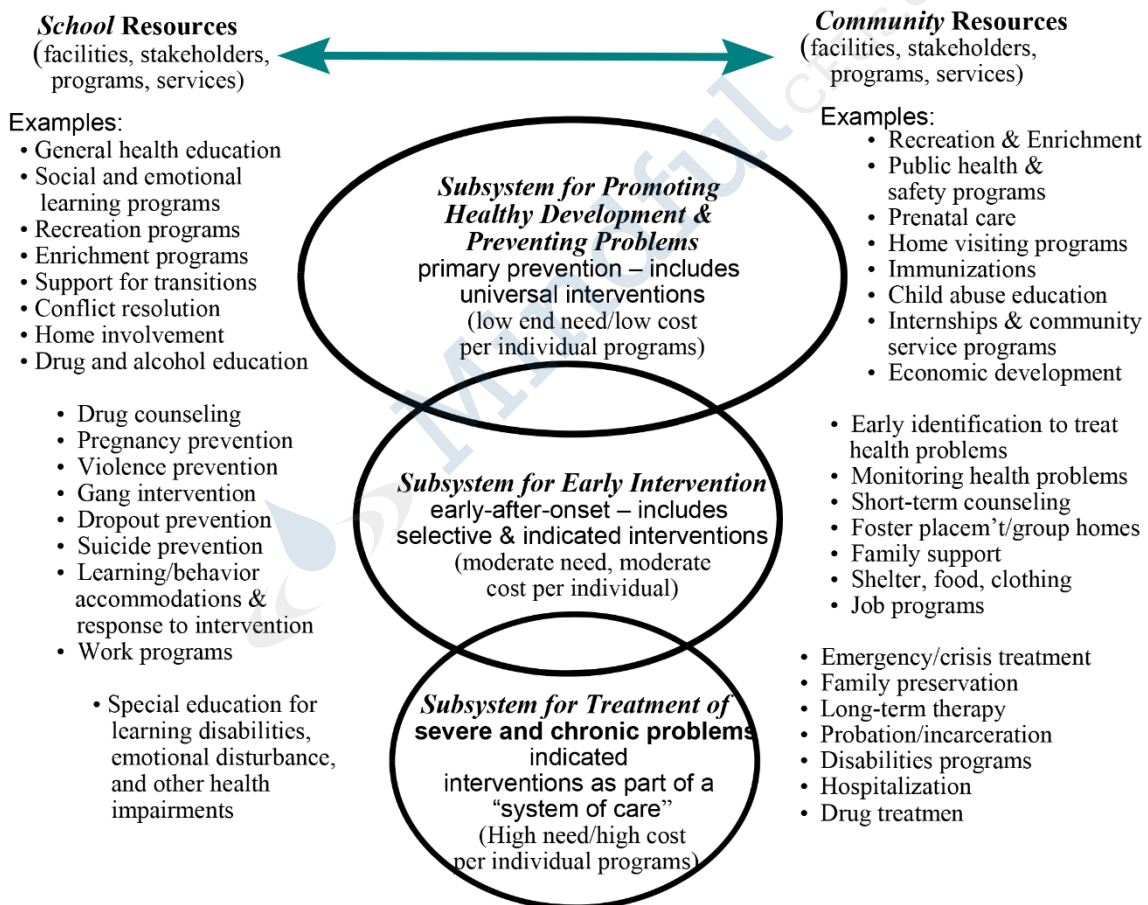 School Resources
(facilities, stakeholders,
programs, services)
Examples:
• General health education
• Social and emotional
learning programs
• Recreation programs
• Enrichment programs
• Support for transitions
• Conflict resolution
• Home involvement
• Drug and alcohol education
• Drug counseling
• Pregnancy prevention
• Violence prevention
• Gang intervention
• Dropout prevention
• Suicide prevention
• Learning/behavior
accommodations &
response to intervention
• Work programs
• Special education for
learning disabilities,
emotional disturbance,
and other health
impairments
Subsystem for Promoting
Healthy Development &
Preventing Problems
primary prevention – includes
universal interventions
(low end need/low cost
per individual programs)
Subsystem for Early Intervention
early-after-onset – includes
selective & indicated interventions
(moderate need, moderate
cost per individual)
Subsystem for Treatment of
severe and chronic problems
indicated
interventions as part of a
“system of care”
(High need/high cost
per individual programs)
Community Resources
(facilities, stakeholders,
programs, services)
Examples:
• Recreation & Enrichment
• Public health &
safety programs
• Prenatal care
• Home visiting programs
• Immunizations
• Child abuse education
• Internships & community
service programs
• Economic development
• Early identification to treat
health problems
• Monitoring health problems
• Short-term counseling
• Foster placem’t/group homes
• Family support
• Shelter, food, clothing
• Job programs
• Emergency/crisis treatment
• Family preservation
• Long-term therapy
• Probation/incarceration
• Disabilities programs
• Hospitalization
• Drug treatmen
Mindful